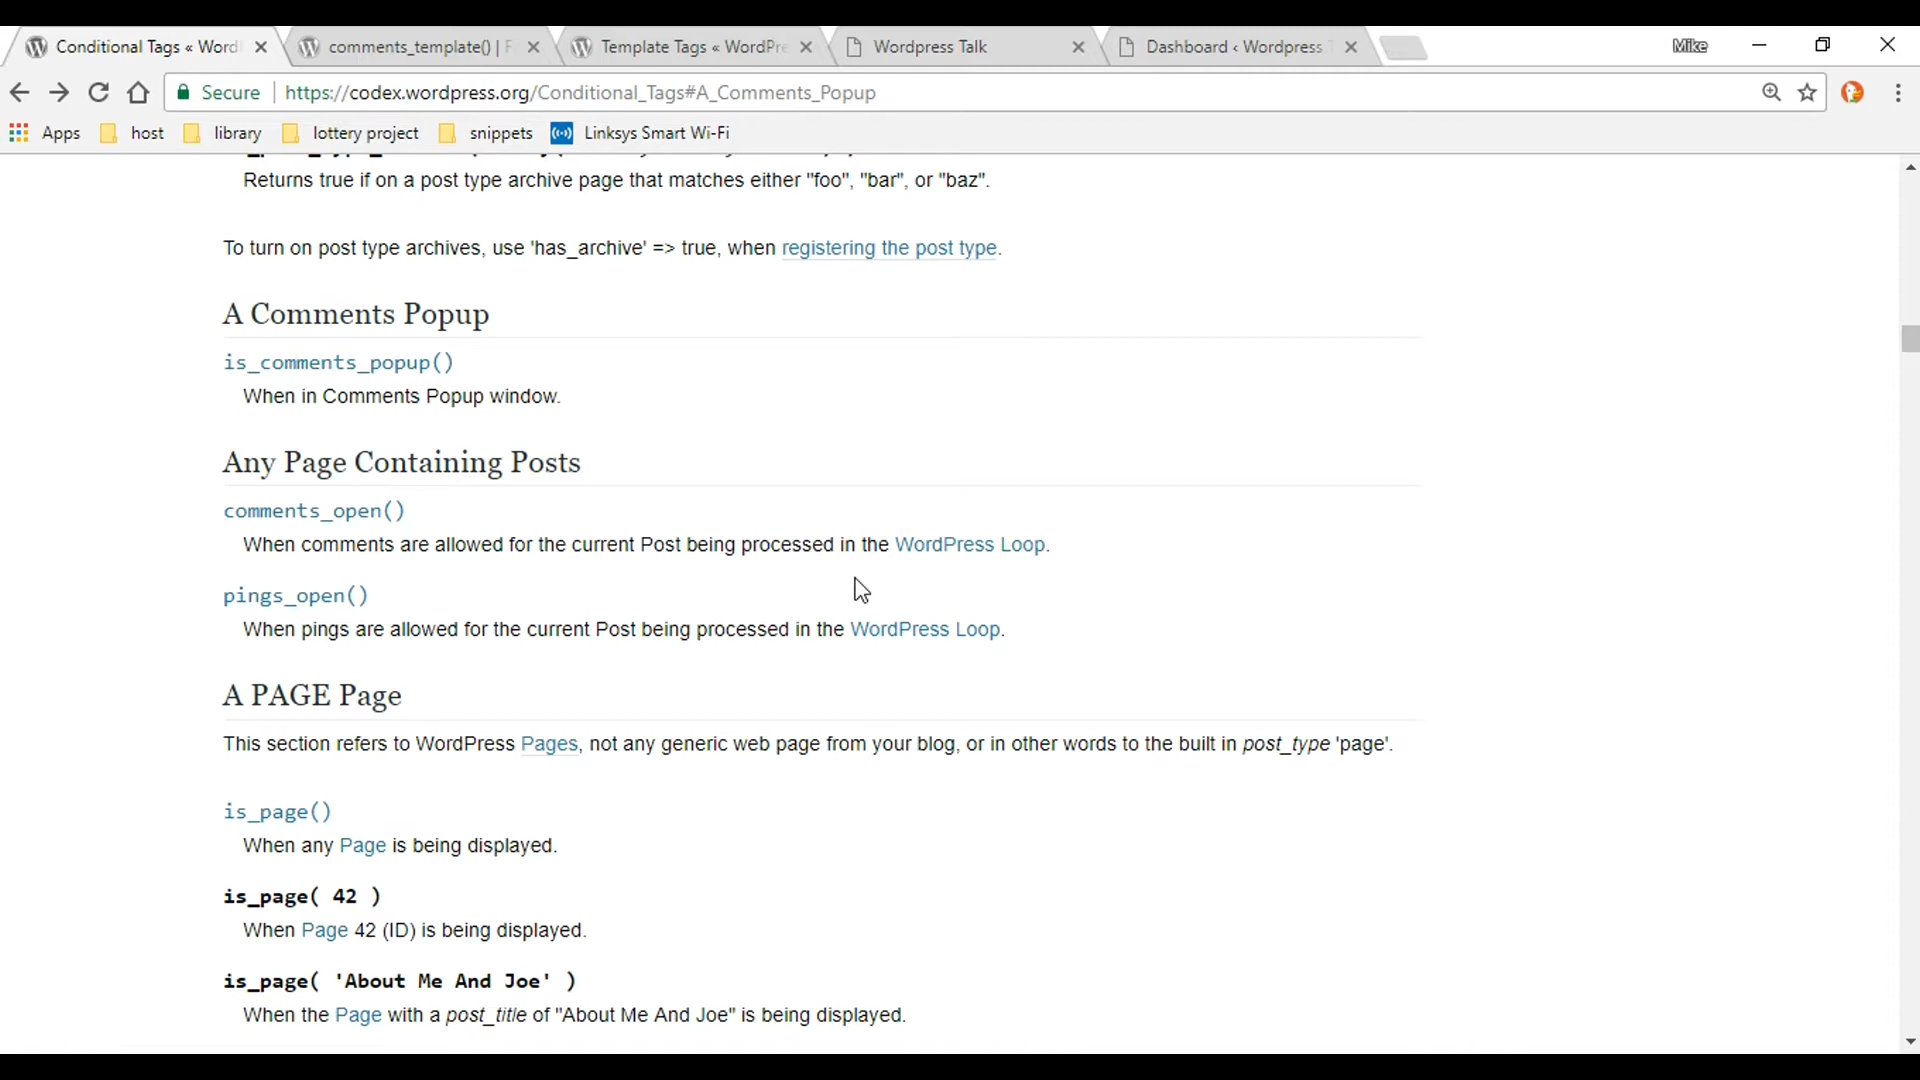 Conditional Tags « Word
comments_template() | F
Template Tags « WordPre
Wordpress Talk
Dashboard ‹ Wordpress T
Mike
Secure
https://codex.wordpress.org/Conditional_Tags#A_Comments_Popup
Apps
host
library
lottery project
snippets
Linksys Smart Wi-Fi
Returns true if on a post type archive page that matches either "foo", "bar", or "baz".
To turn on post type archives, use 'has_archive' => true, when registering the post type.
A Comments Popup
is_comments_popup()
When in Comments Popup window.
Any Page Containing Posts
comments_open()
When comments are allowed for the current Post being processed in the WordPress Loop.
pings_open()
When pings are allowed for the current Post being processed in the WordPress Loop.
A PAGE Page
This section refers to WordPress Pages, not any generic web page from your blog, or in other words to the built in post_type 'page'.
is_page()
When any Page is being displayed.
is_page( 42 )
When Page 42 (ID) is being displayed.
is_page( 'About Me And Joe' )
When the Page with a post_title of "About Me And Joe" is being displayed.